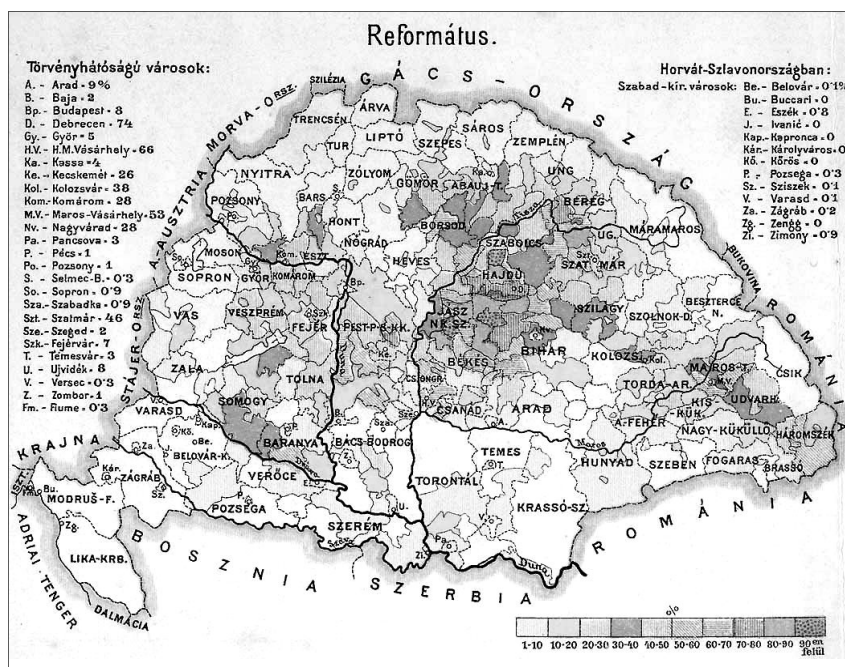 Református.
Törvényhatóságú városok:
A. - Arad - 9%
B. - Baja - 2
Bp. - Budapest - 8
D. - Debrecen - 74
Gy. - Győr - 5
H.V. - H.M.Vásárhely - 66
Ka. - Kassa - 4
Ke. - Kecskemét - 26
Kol. - Kolozsvár - 38
Kom. - Komárom - 28
M.V. - Maros-Vásárhely - 53
Nv. - Nagyvárad - 28
Pa. - Pancsova - 3
P. - Pécs - 1
Po. - Pozsony - 1
S. - Selmec-B. - 0'3
So. - Sopron - 0'9
Sza. - Szabadka - 0'9
Szt. - Szatmár - 46
Sze. - Szeged - 2
Szk. - Fejérvár - 7
T. - Temesvár - 3
U. - Ujvidék - 8
V. - Versec - 0'3
Z. - Zombor - 1
Fm. - Fiume - 0'3
Horvát-Szlavonországban:
Szabad-kir. városok: Be. - Belovár - 0'1%
Bu. - Buccari - 0
E. - Eszék - 0'8
J. - Ivanić - 0
Kap. - Kapronca - 0
Kár. - Károlyváros - 0
Kő. - Kőrös - 0
P. - Pozsega - 0'3
Sz. - Sziszek - 0'1
V. - Varasd - 0'1
Za. - Zágráb - 0'2
Zg. - Zengg - 0
Zi. - Zimony - 0'9
SZILÉZIA
GÁCS-ORSZÁG
MORVA-ORSZ.
A.-AUSZTRIA
STÁJER-ORSZ.
KRAJNA
ISZT.
ADRIAI TENGER
DALMÁCIA
BOSZNIA
SZERBIA
ROMÁNIA
BUKOVINA
ROMÁNIA
ÁRVA
TRENCSÉN
LIPTÓ
SZEPES
SÁROS
ZEMPLÉN
TUR.
UNG
NYITRA
ZÓLYOM
GÖMÖR
ABAUJ-T.
BEREG
POZSONY
BARS
HONT
BORSOD
UG.
MÁRAMAROS
NÓGRÁD
SZABOLCS
MOSON
ESZT.
HEVES
HAJDÚ
SZATMÁR
SOPRON
GYŐR
KOMÁROM
VAS
VESZPRÉM
FEJÉR
PEST-P.-S.-KK.
JÁSZ NK. SZ.
SZILÁGY
SZOLNOK-D.
BESZTERCE N.
BIHAR
KOLOZS
BÉKÉS
MAROS-T.
CSIK
ZALA
TOLNA
CSONGR.
TORDA-AR.
UDVARH.
SOMOGY
CSANÁD
ARAD
A.-FEHÉR
KIS-KÜK.
NAGY-KÜKÜLLŐ
HÁROMSZÉK
BARANYA
BÁCS-BODROG
VARASD
BELOVÁR-K.
TEMES
HUNYAD
SZEBEN
FOGARAS
BRASSÓ
TORONTÁL
ZÁGRÁB
VERŐCE
KRASSÓ-SZ.
MODRUŠ-F.
POZSEGA
SZERÉM
LIKA-KRB.
Tisza
Maros
Duna
Dráva
Száva
%
1-10 10-20 20-30 30-40 40-50 50-60 60-70 70-80 80-90 90en felül